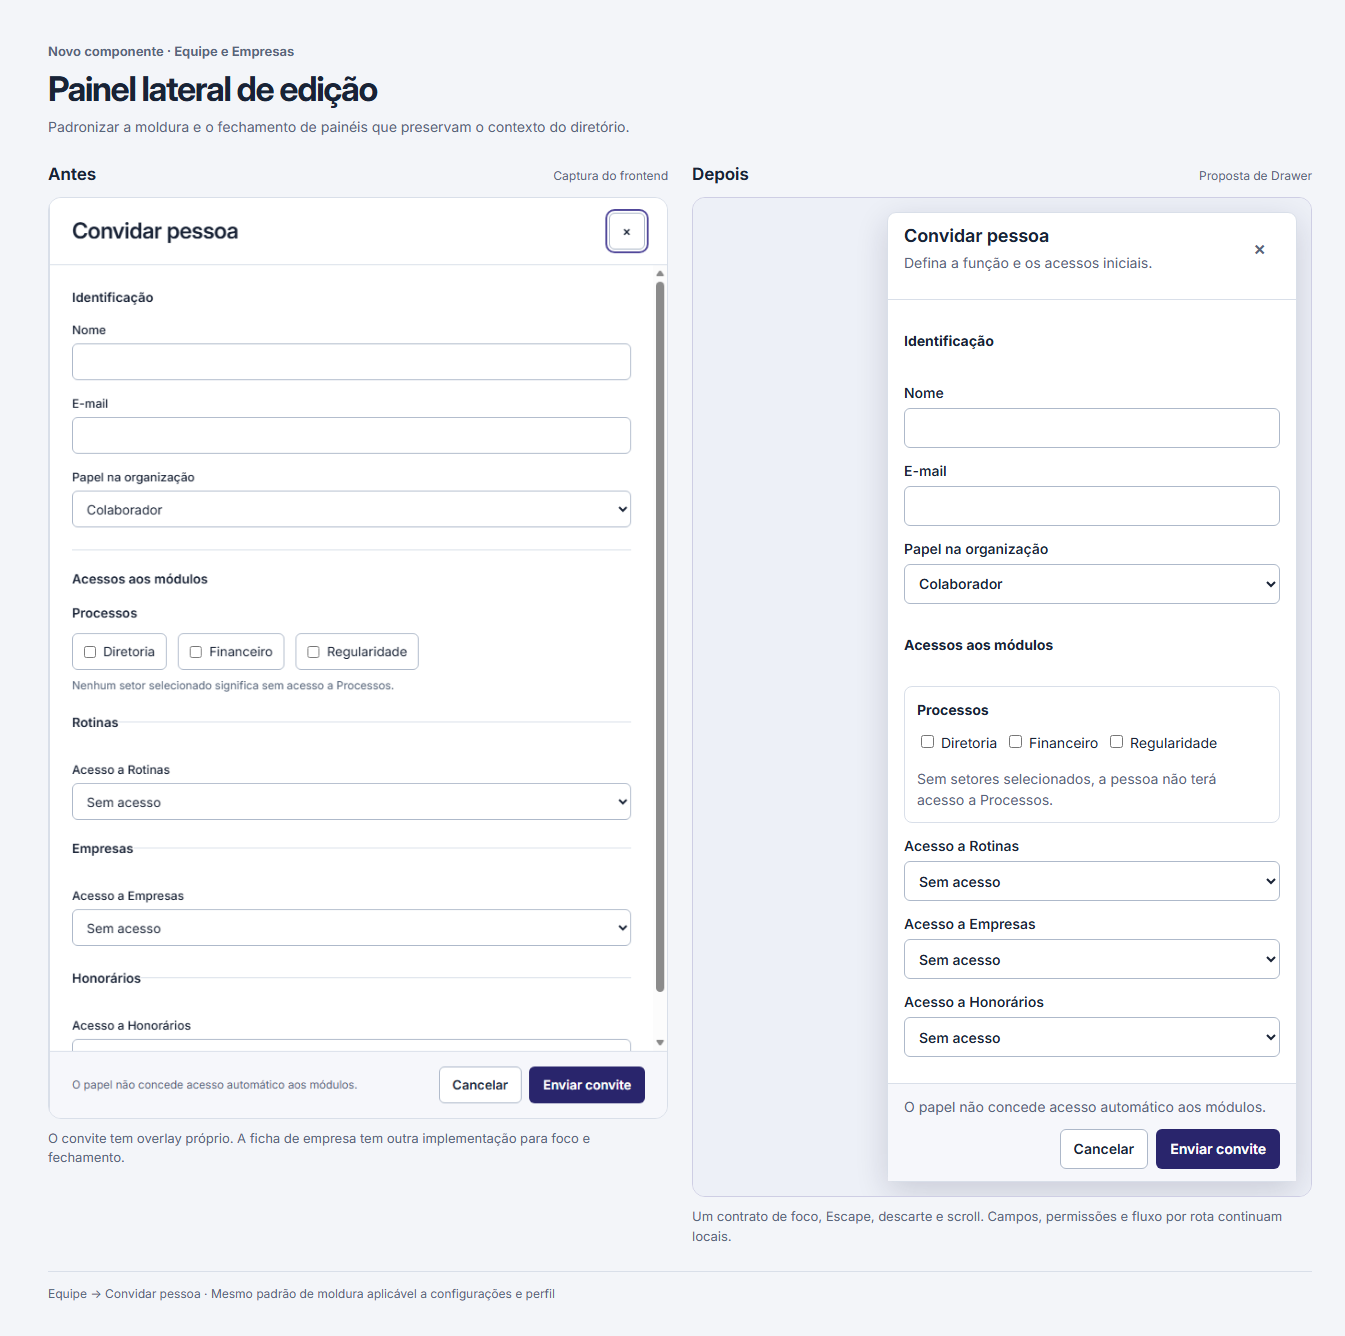 Novo componente · Equipe e Empresas
Painel lateral de edição
Padronizar a moldura e o fechamento de painéis que preservam o contexto do diretório.
Antes
Captura do frontend
Convidar pessoa
×
Identificação
Nome
E-mail
Papel na organização
Colaborador
Acessos aos módulos
Processos
Diretoria
Financeiro
Regularidade
Nenhum setor selecionado significa sem acesso a Processos.
Rotinas
Acesso a Rotinas
Sem acesso
Empresas
Acesso a Empresas
Sem acesso
Honorários
Acesso a Honorários
O papel não concede acesso automático aos módulos.
Cancelar
Enviar convite
O convite tem overlay próprio. A ficha de empresa tem outra implementação para foco e
fechamento.
Depois
Proposta de Drawer
Convidar pessoa
×
Defina a função e os acessos iniciais.
Identificação
Nome
E-mail
Papel na organização
Colaborador
Acessos aos módulos
Processos
Diretoria
Financeiro
Regularidade
Sem setores selecionados, a pessoa não terá
acesso a Processos.
Acesso a Rotinas
Sem acesso
Acesso a Empresas
Sem acesso
Acesso a Honorários
Sem acesso
O papel não concede acesso automático aos módulos.
Cancelar
Enviar convite
Um contrato de foco, Escape, descarte e scroll. Campos, permissões e fluxo por rota continuam
locais.
Equipe → Convidar pessoa · Mesmo padrão de moldura aplicável a configurações e perfil